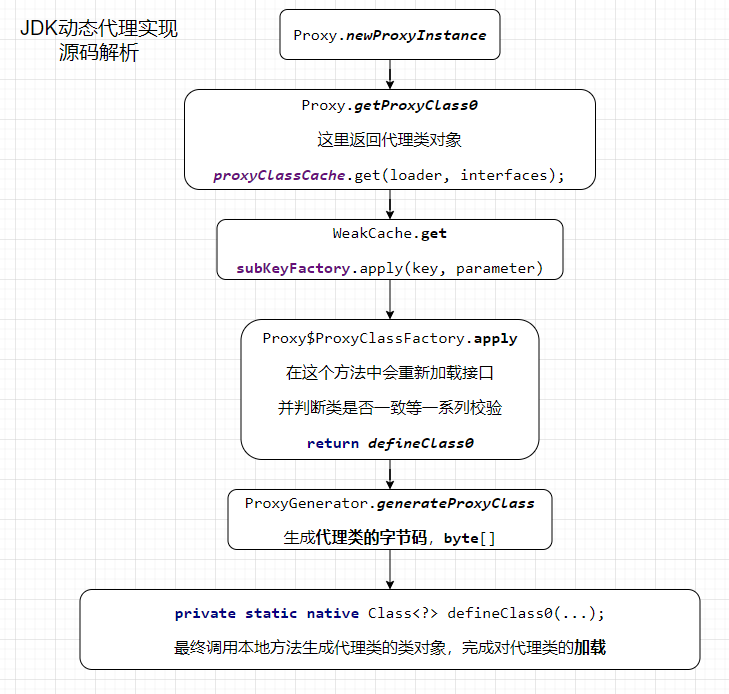 JDK动态代理实现
源码解析
Proxy.newProxyInstance
Proxy.getProxyClass0
这里返回代理类对象
proxyClassCache.get(loader, interfaces);
WeakCache.get
subKeyFactory.apply(key, parameter)
Proxy$ProxyClassFactory.apply
在这个方法中会重新加载接口
并判断类是否一致等一系列校验
return defineClass0
ProxyGenerator.generateProxyClass
生成代理类的字节码，byte[]
private static native Class<?> defineClass0(...);
最终调用本地方法生成代理类的类对象，完成对代理类的加载